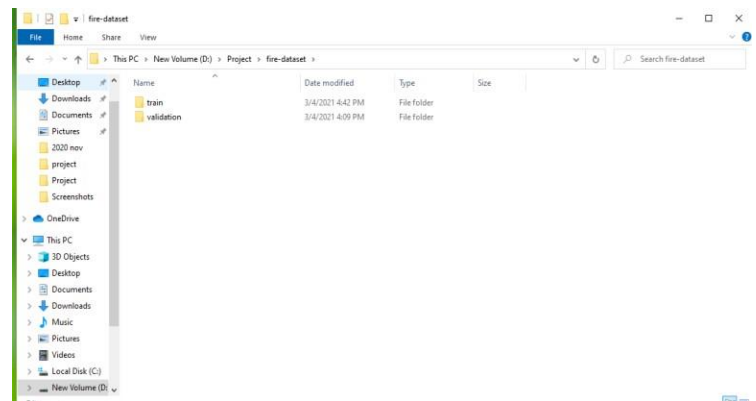 fire-dataset
File Home Share View
This PC > New Volume (D:) > Project > fire-dataset >
Search fire-dataset
Name Date modified Type Size
train 3/4/2021 4:42 PM File folder
validation 3/4/2021 4:09 PM File folder
Desktop
Downloads
Documents
Pictures
2020 nov
project
Project
Screenshots
OneDrive
This PC
3D Objects
Desktop
Documents
Downloads
Music
Pictures
Videos
Local Disk (C:)
New Volume (D: